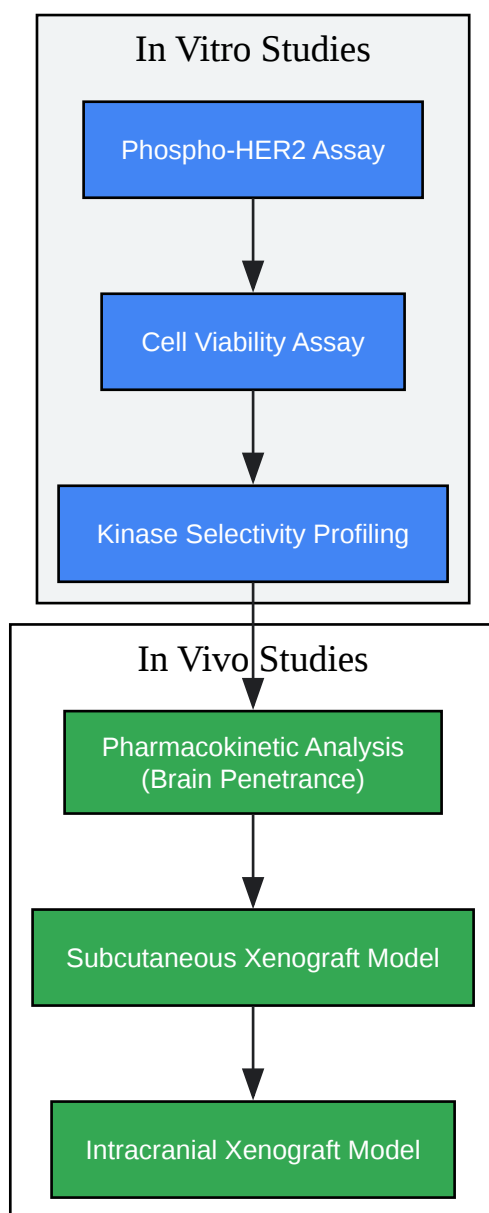 In Vitro Studies
Phospho-HER2 Assay
Cell Viability Assay
Kinase Selectivity Profiling
In Vivo Studies
Pharmacokinetic Analysis
(Brain Penetrance)
Subcutaneous Xenograft Model
Intracranial Xenograft Model